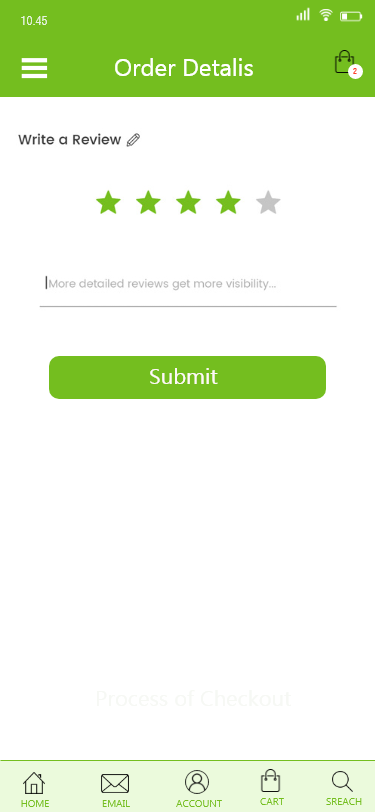 10.45
Order Detalis
2
Write a Review
More detailed reviews get more visibility...
Submit
Process of Checkout
HOME EMAIL ACCOUNT CART SREACH